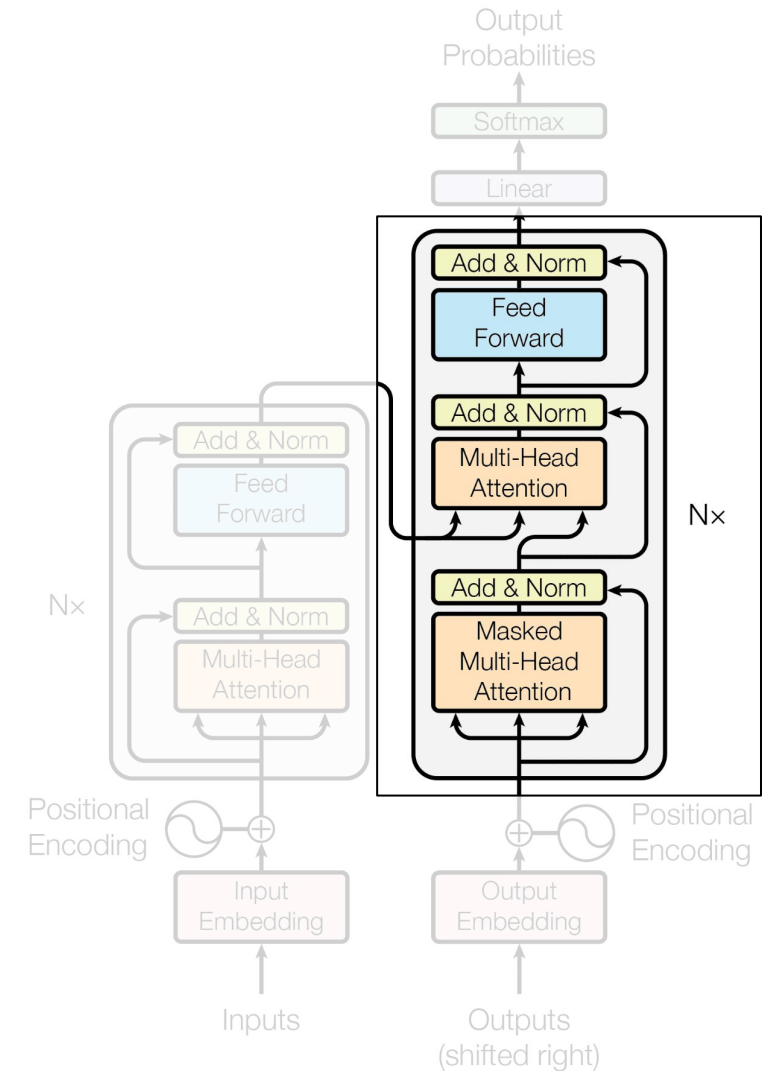 Output
Probabilities
Softmax
Linear
Add & Norm
Feed
Forward
Add & Norm
Multi-Head
Attention
Nx
Add & Norm
Masked
Multi-Head
Attention
Add & Norm
Feed
Forward
Nx
Add & Norm
Multi-Head
Attention
Positional
Encoding
Positional
Encoding
Input
Embedding
Output
Embedding
Inputs
Outputs
(shifted right)